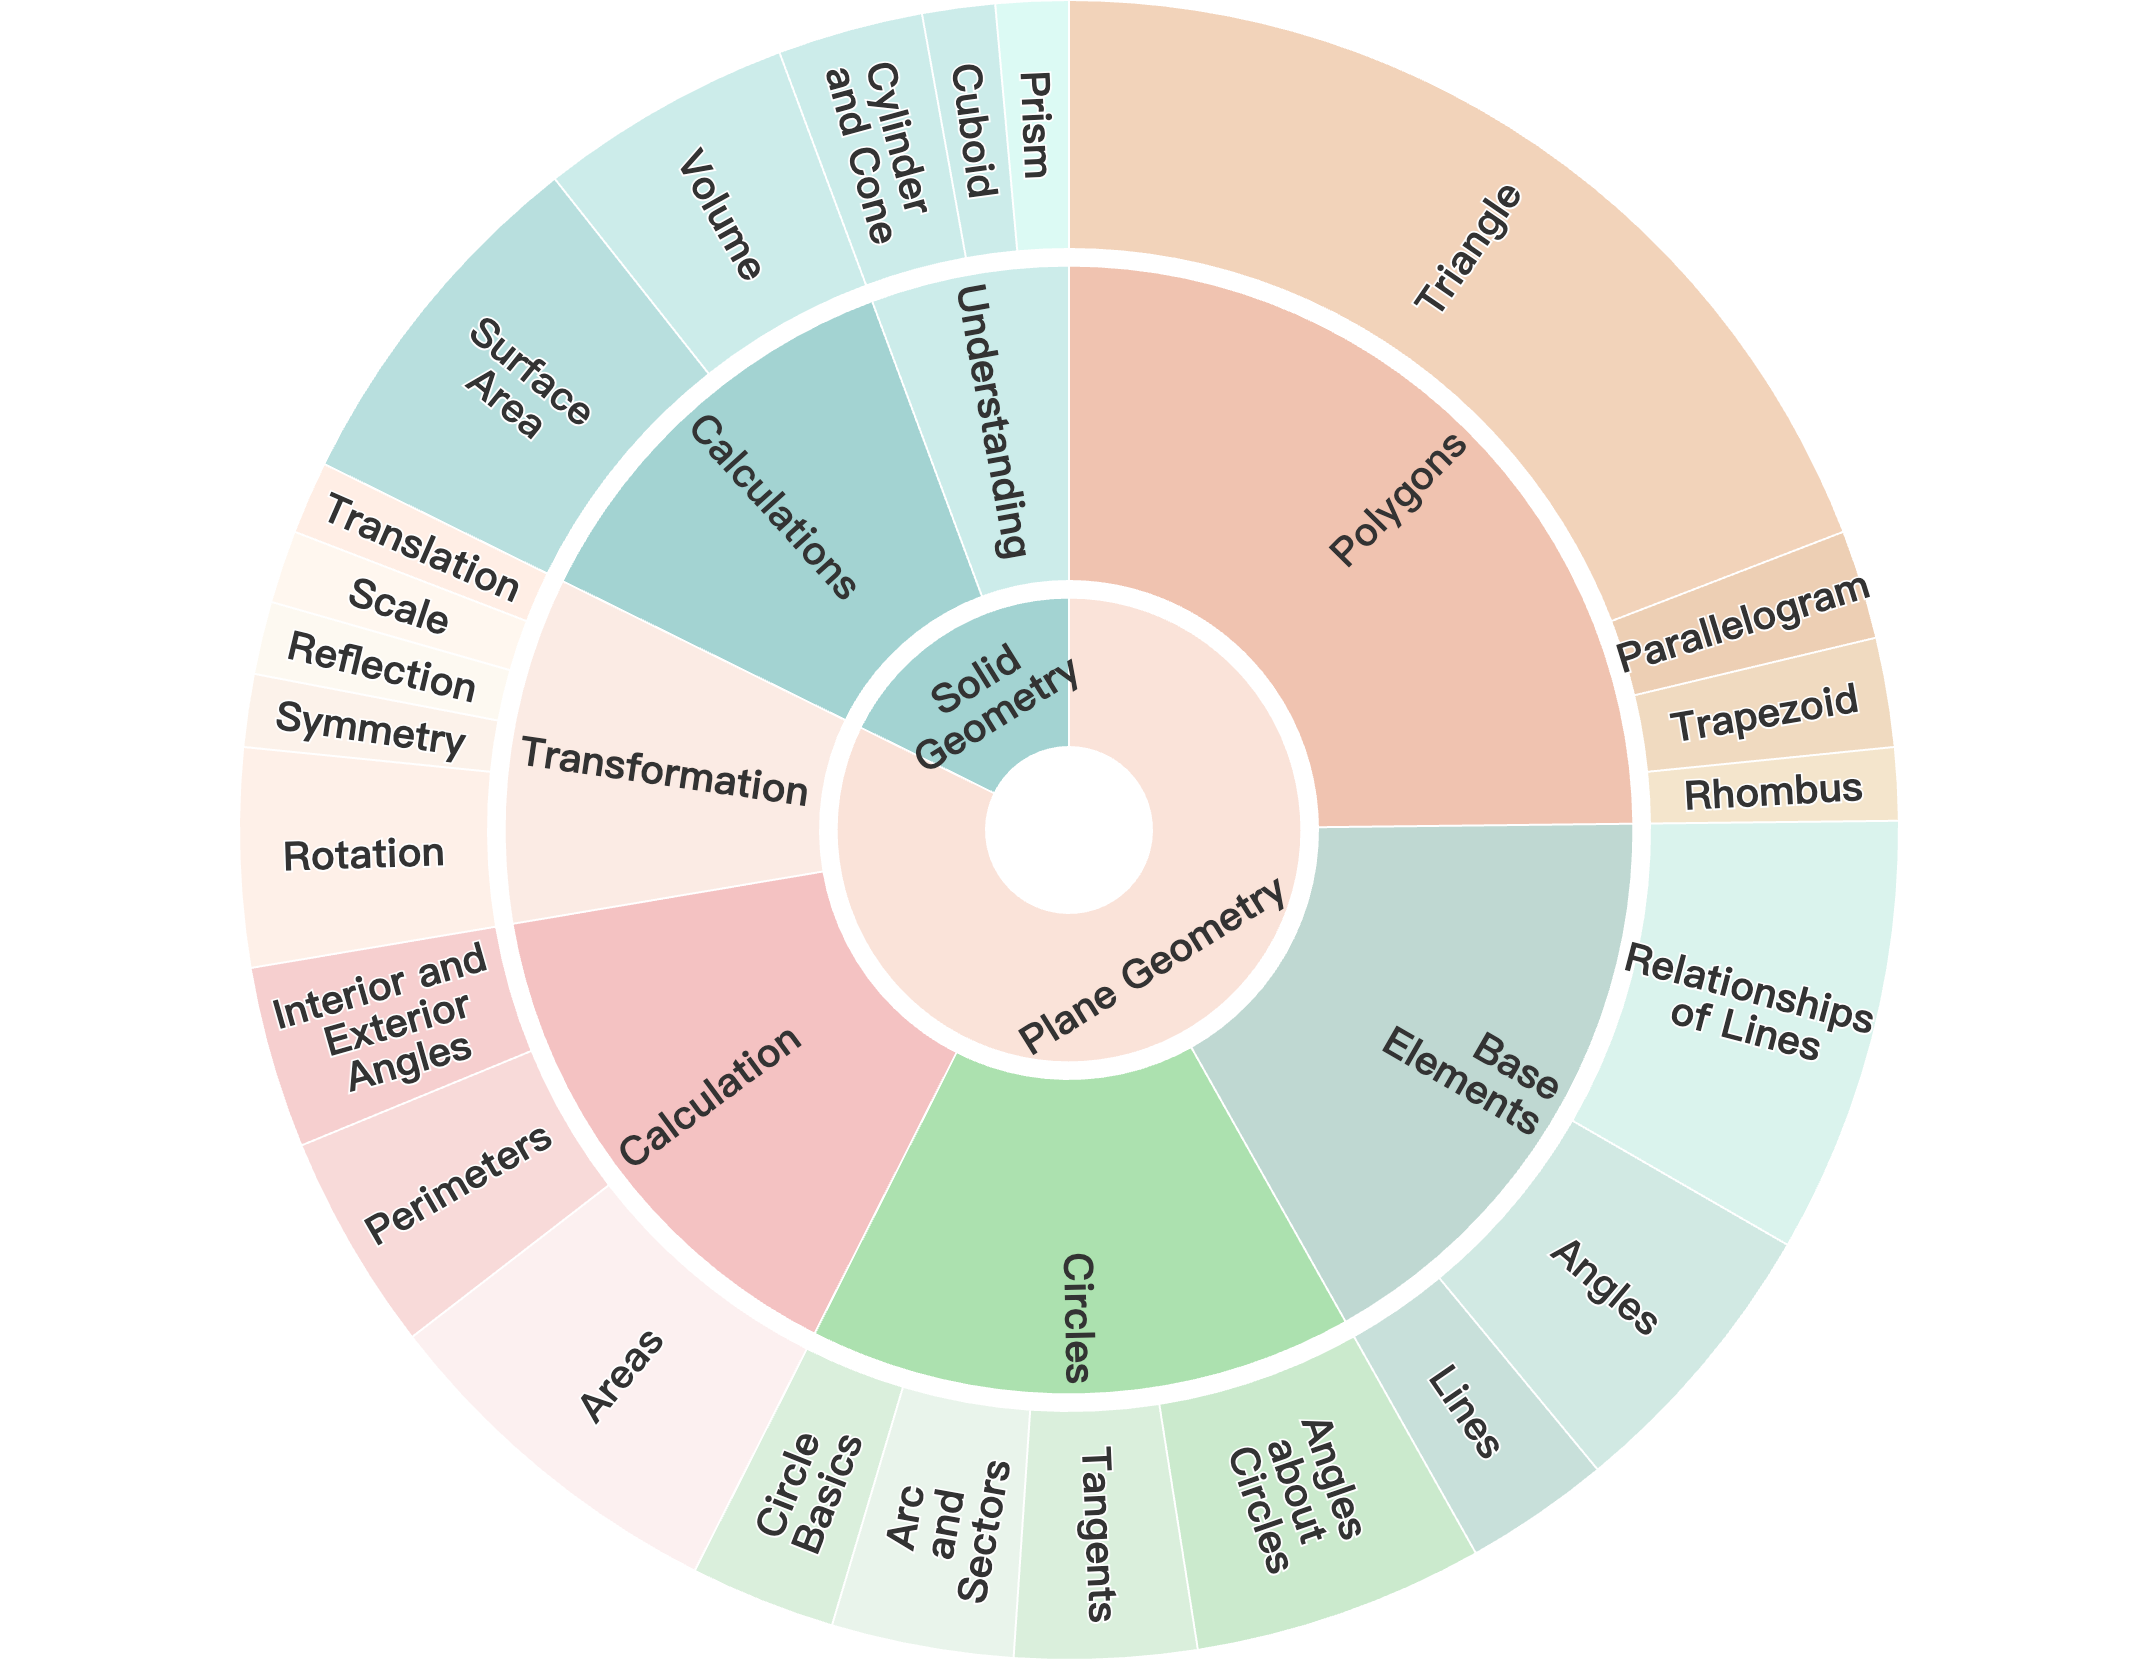 Solid
Geometry
Plane Geometry
Polygons
Base
Elements
Circles
Calculation
Transformation
Calculations
Understanding
Triangle
Parallelogram
Trapezoid
Rhombus
Relationships
of Lines
Angles
Lines
Angles
about
Circles
Tangents
Arc
and
Sectors
Circle
Basics
Areas
Perimeters
Interior and
Exterior
Angles
Rotation
Symmetry
Reflection
Scale
Translation
Surface
Area
Volume
Cylinder
and Cone
Cuboid
Prism